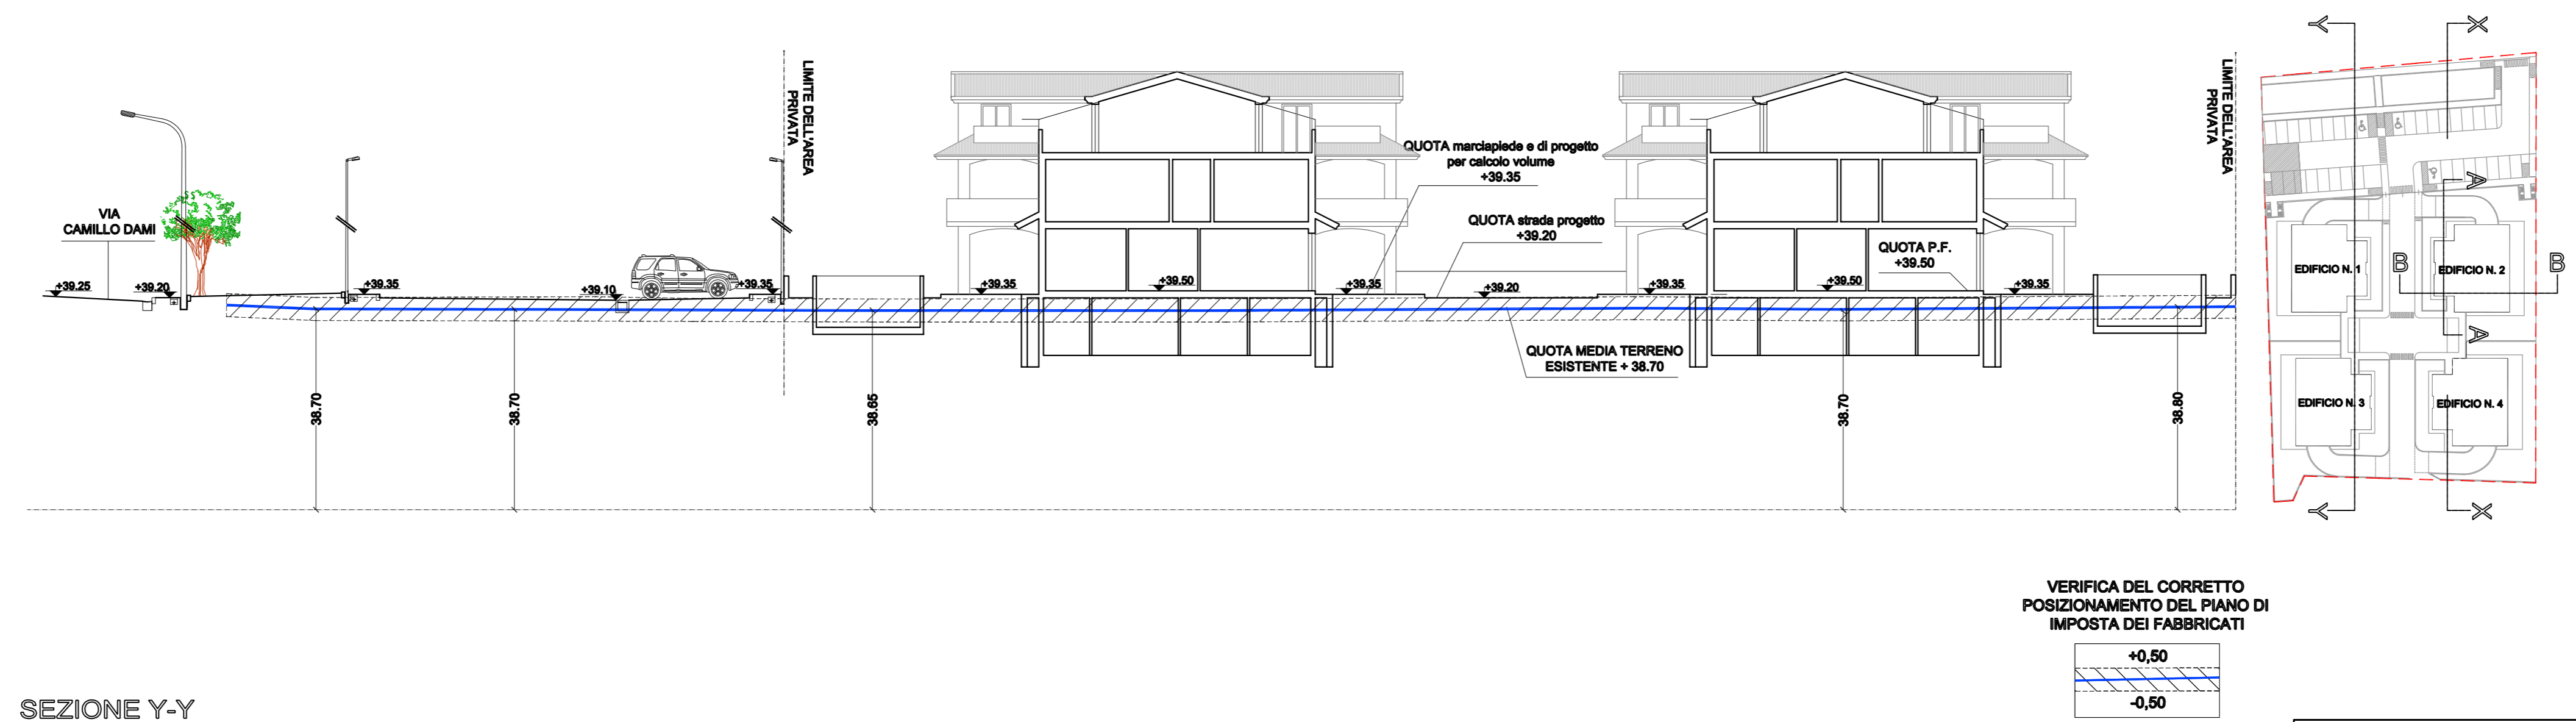 LIMITE DELL'AREA
PRIVATA
VIA
CAMILLO DAMI
+39.25
+39.20
+39.35
+39.10
+39.35
+39.35
+39.50
+39.35
QUOTA marciapiede e di progetto
per calcolo volume
+39.35
QUOTA strada progetto
+39.20
+39.20
+39.35
+39.50
QUOTA P.F.
+39.50
+39.35
LIMITE DELL'AREA
PRIVATA
QUOTA MEDIA TERRENO
ESISTENTE + 38.70
38.70
38.70
38.65
38.70
38.80
Y
X
A
EDIFICIO N. 1
B
EDIFICIO N. 2
B
A
EDIFICIO N. 3
EDIFICIO N. 4
Y
X
VERIFICA DEL CORRETTO
POSIZIONAMENTO DEL PIANO DI
IMPOSTA DEI FABBRICATI
+0,50
-0,50
SEZIONE Y-Y